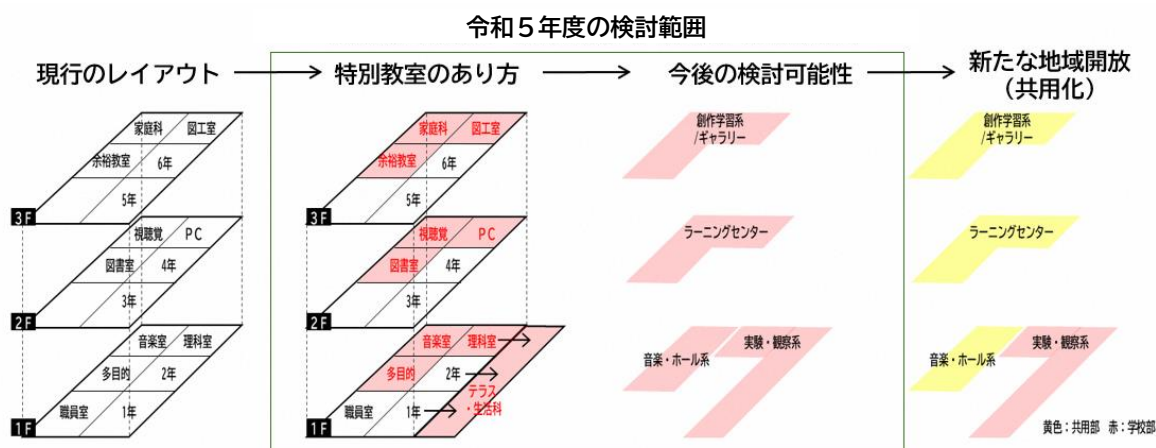 令和５年度の検討範囲
現行のレイアウト
特別教室のあり方
今後の検討可能性
新たな地域開放
（共用化）
家庭科
図工室
余裕教室
6年
5年
3F
視聴覚
PC
図書室
4年
3年
2F
音楽室
理科室
多目的
2年
職員室
1年
1F
家庭科
図工室
余裕教室
6年
5年
3F
視聴覚
PC
図書室
4年
3年
2F
音楽室
理科室
多目的
2年
テラス
・生活科
職員室
1年
1F
創作学習系
/ギャラリー
ラーニングセンター
音楽・ホール系
実験・観察系
創作学習系
/ギャラリー
ラーニングセンター
音楽・ホール系
実験・観察系
黄色：共用部　赤：学校部